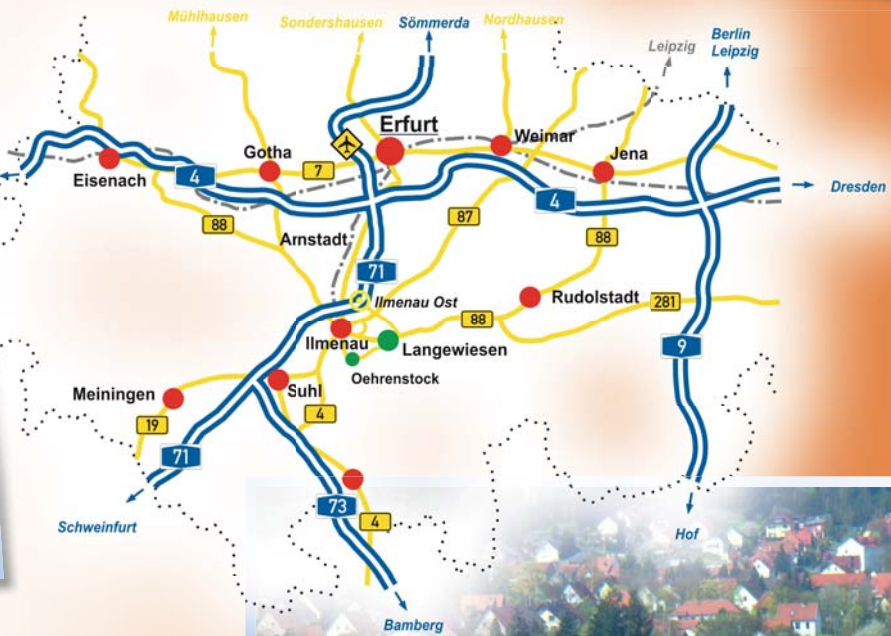 Mühlhausen
Sondershausen
Sömmerda
Nordhausen
Berlin
Leipzig
Leipzig
Erfurt
Weimar
Gotha
Jena
7
Eisenach
4
4
Dresden
88
87
88
Arnstadt
71
Ilmenau Ost
Rudolstadt
281
88
Ilmenau
Langewiesen
9
Oehrenstock
Meiningen
Suhl
4
19
71
73
4
Schweinfurt
Hof
Bamberg